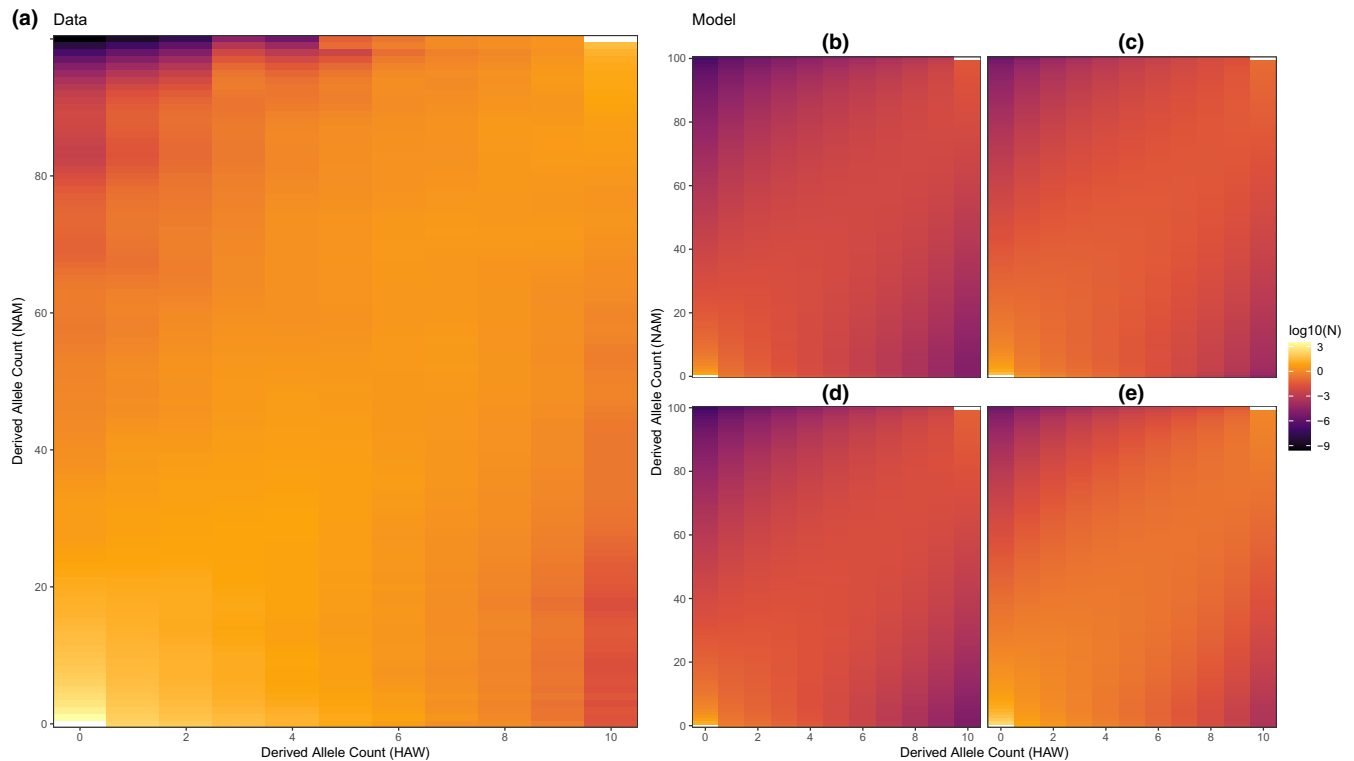 (a) Data
Model
(b)
(c)
(d)
(e)
Derived Allele Count (NAM)
80
60
40
20
0
0 2 4 6 8 10
Derived Allele Count (HAW)
Derived Allele Count (NAM)
100
80
60
40
20
0
100
80
60
40
20
0
0 2 4 6 8 10
0 2 4 6 8 10
Derived Allele Count (HAW)
log10(N)
3
0
−3
−6
−9